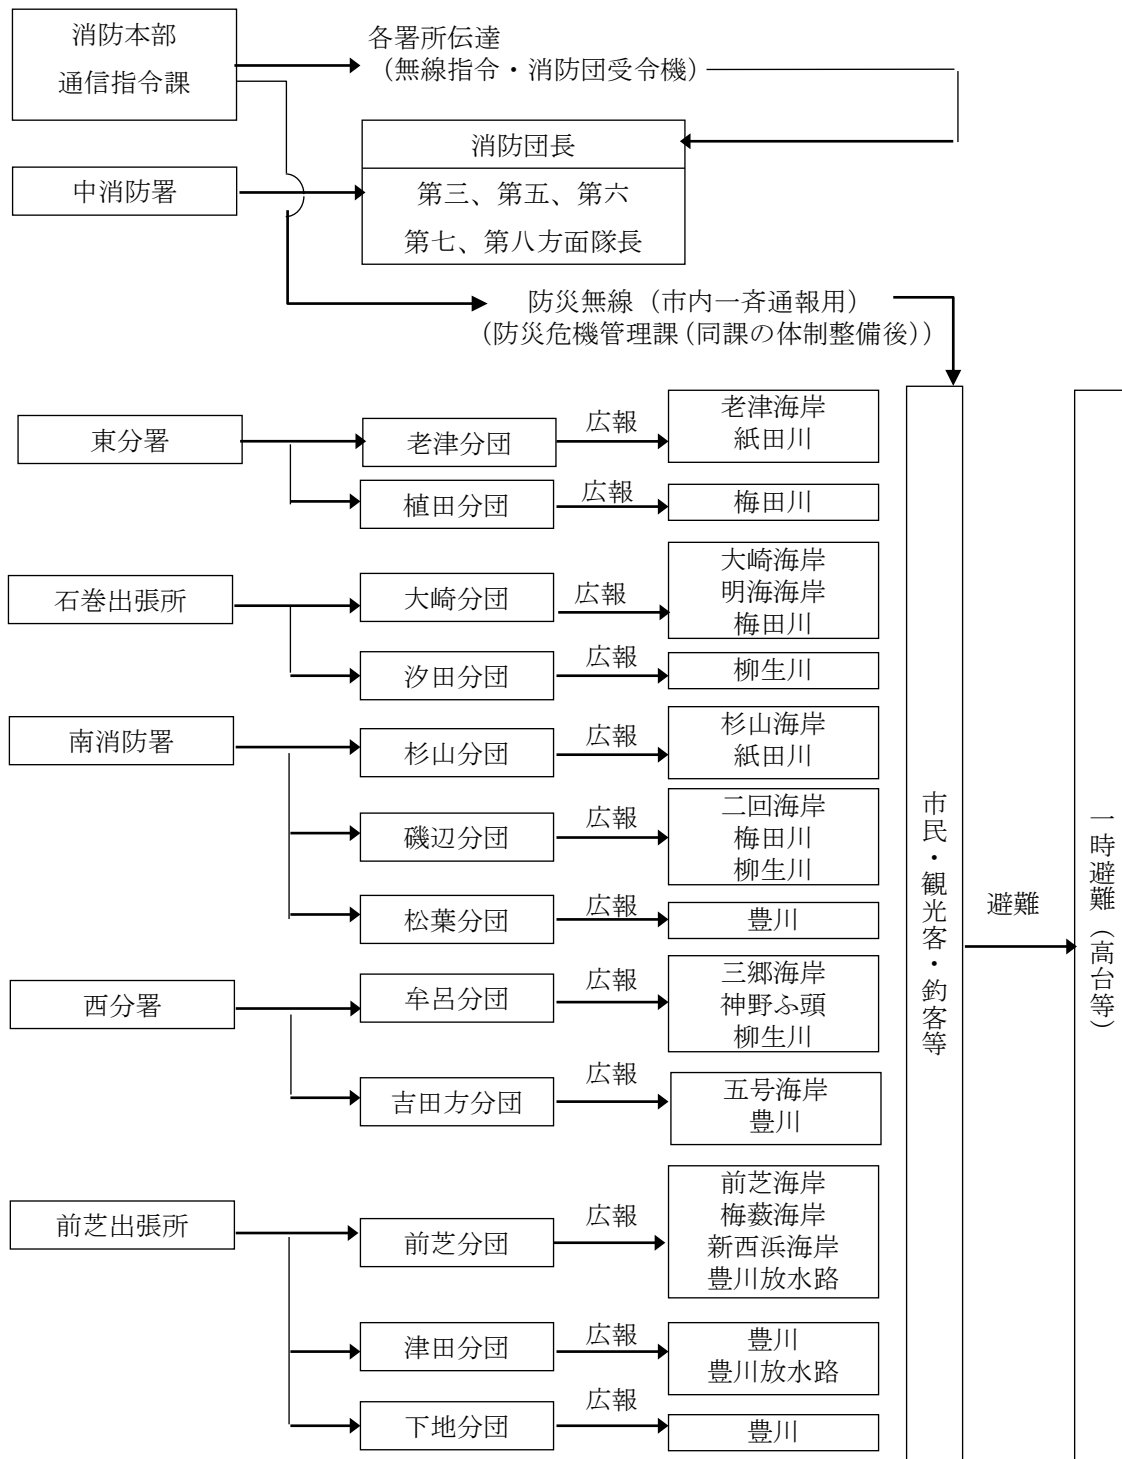 消防本部
通信指令課
各署所伝達
（無線指令・消防団受令機）
消防団長
中消防署
第三、第五、第六
第七、第八方面隊長
防災無線（市内一斉通報用）
（防災危機管理課（同課の体制整備後））
東分署
老津分団
広報
老津海岸
紙田川
植田分団
広報
梅田川
石巻出張所
大崎分団
広報
大崎海岸
明海海岸
梅田川
汐田分団
広報
柳生川
南消防署
杉山分団
広報
杉山海岸
紙田川
磯辺分団
広報
二回海岸
梅田川
柳生川
松葉分団
広報
豊川
西分署
牟呂分団
広報
三郷海岸
神野ふ頭
柳生川
吉田方分団
広報
五号海岸
豊川
前芝出張所
前芝分団
広報
前芝海岸
梅薮海岸
新西浜海岸
豊川放水路
津田分団
広報
豊川
豊川放水路
下地分団
広報
豊川
市民・観光客・釣客等
避難
一時避難（高台等）